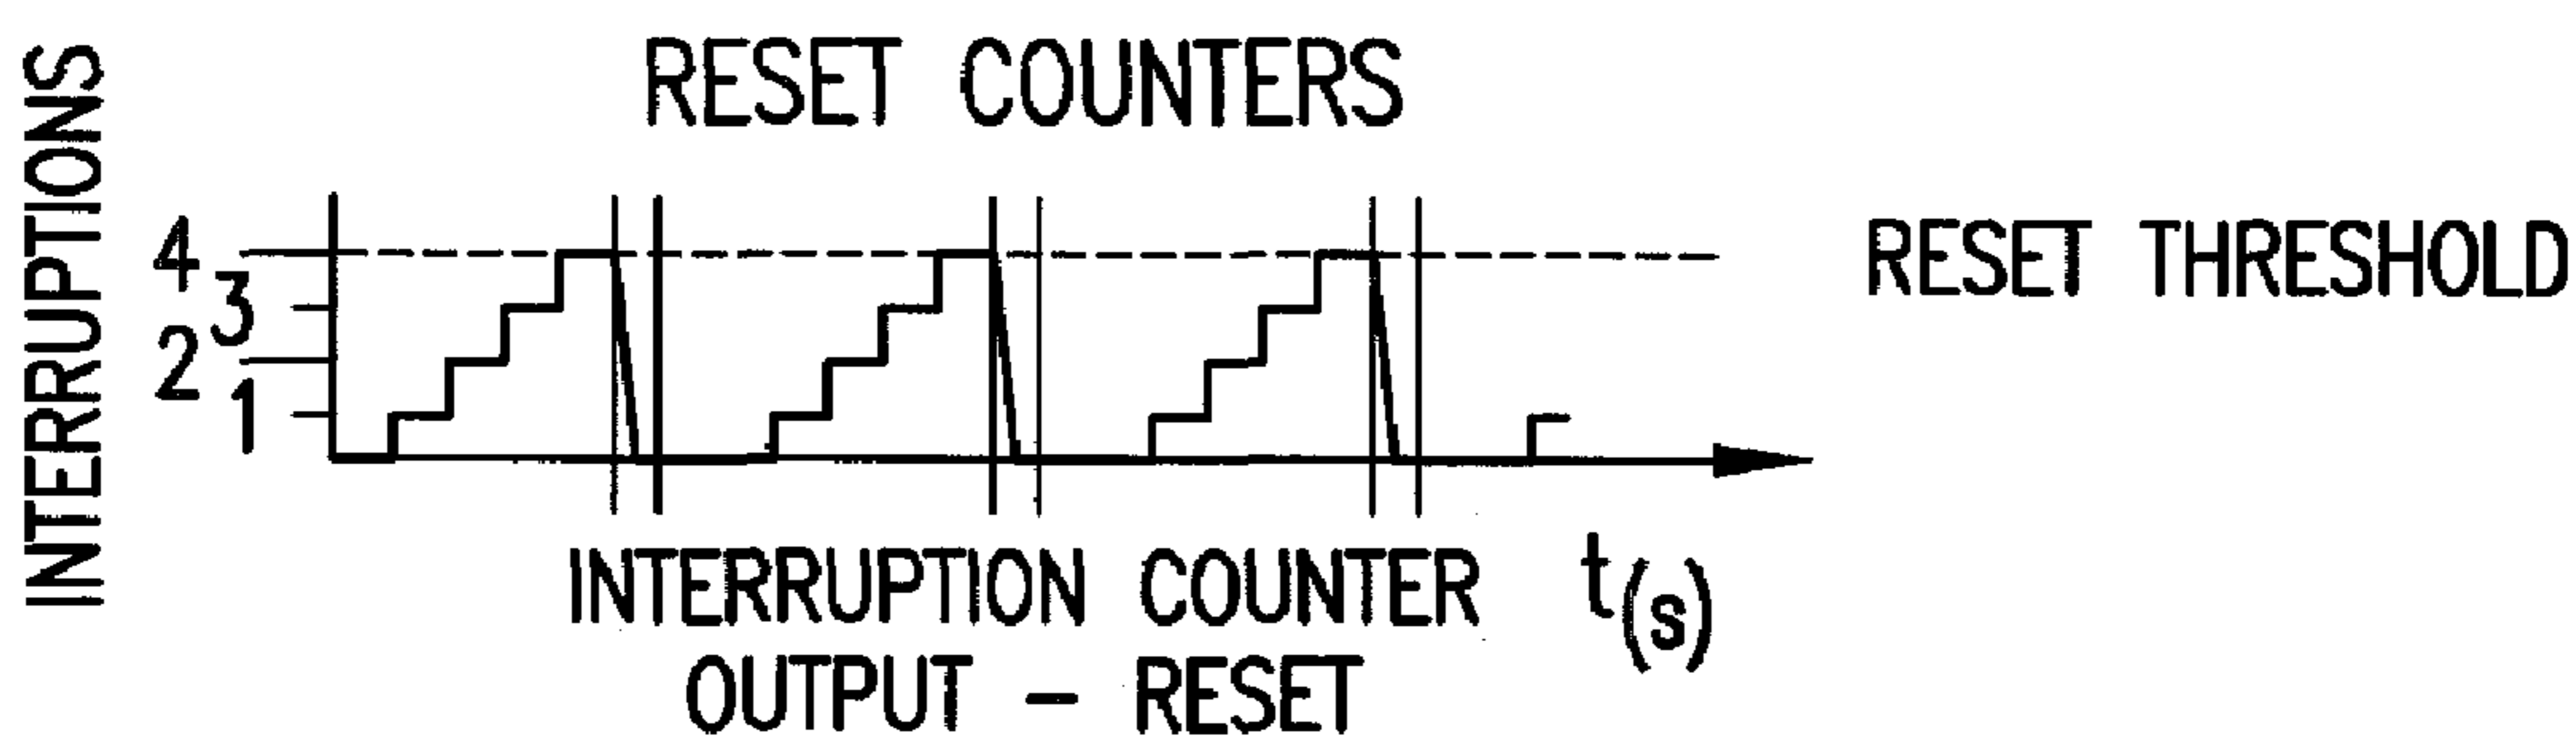 RESET COUNTERS
INTERRUPTIONS
4
3
2
1
RESET THRESHOLD
INTERRUPTION COUNTER
OUTPUT – RESET
t(s)